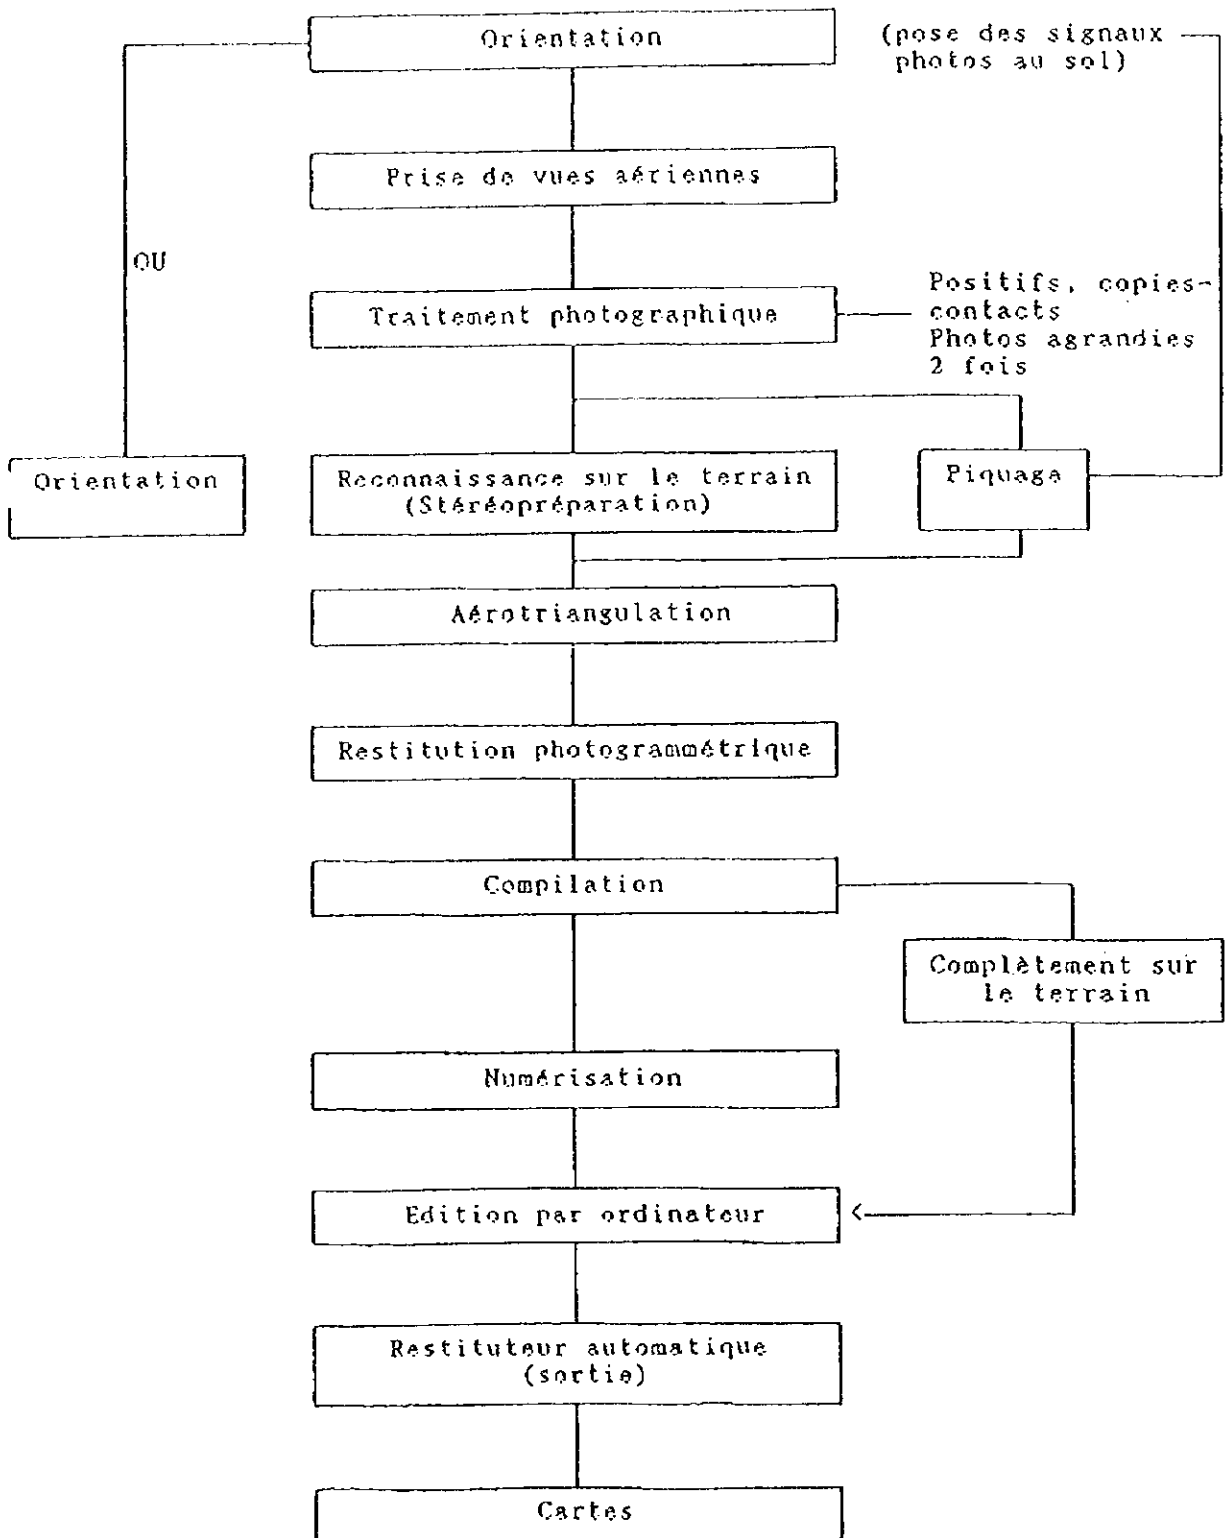 Orientation
(pose des signaux
photos au sol)
Prise de vues aériennes
OU
Traitement photographique
Positifs, copies-
contacts
Photos agrandies
2 fois
Orientation
Reconnaissance sur le terrain
(Stéréopréparation)
Piquage
Aérotriangulation
Restitution photogrammétrique
Compilation
Complètement sur
le terrain
Numérisation
Edition par ordinateur
Restituteur automatique
(sortie)
Cartes